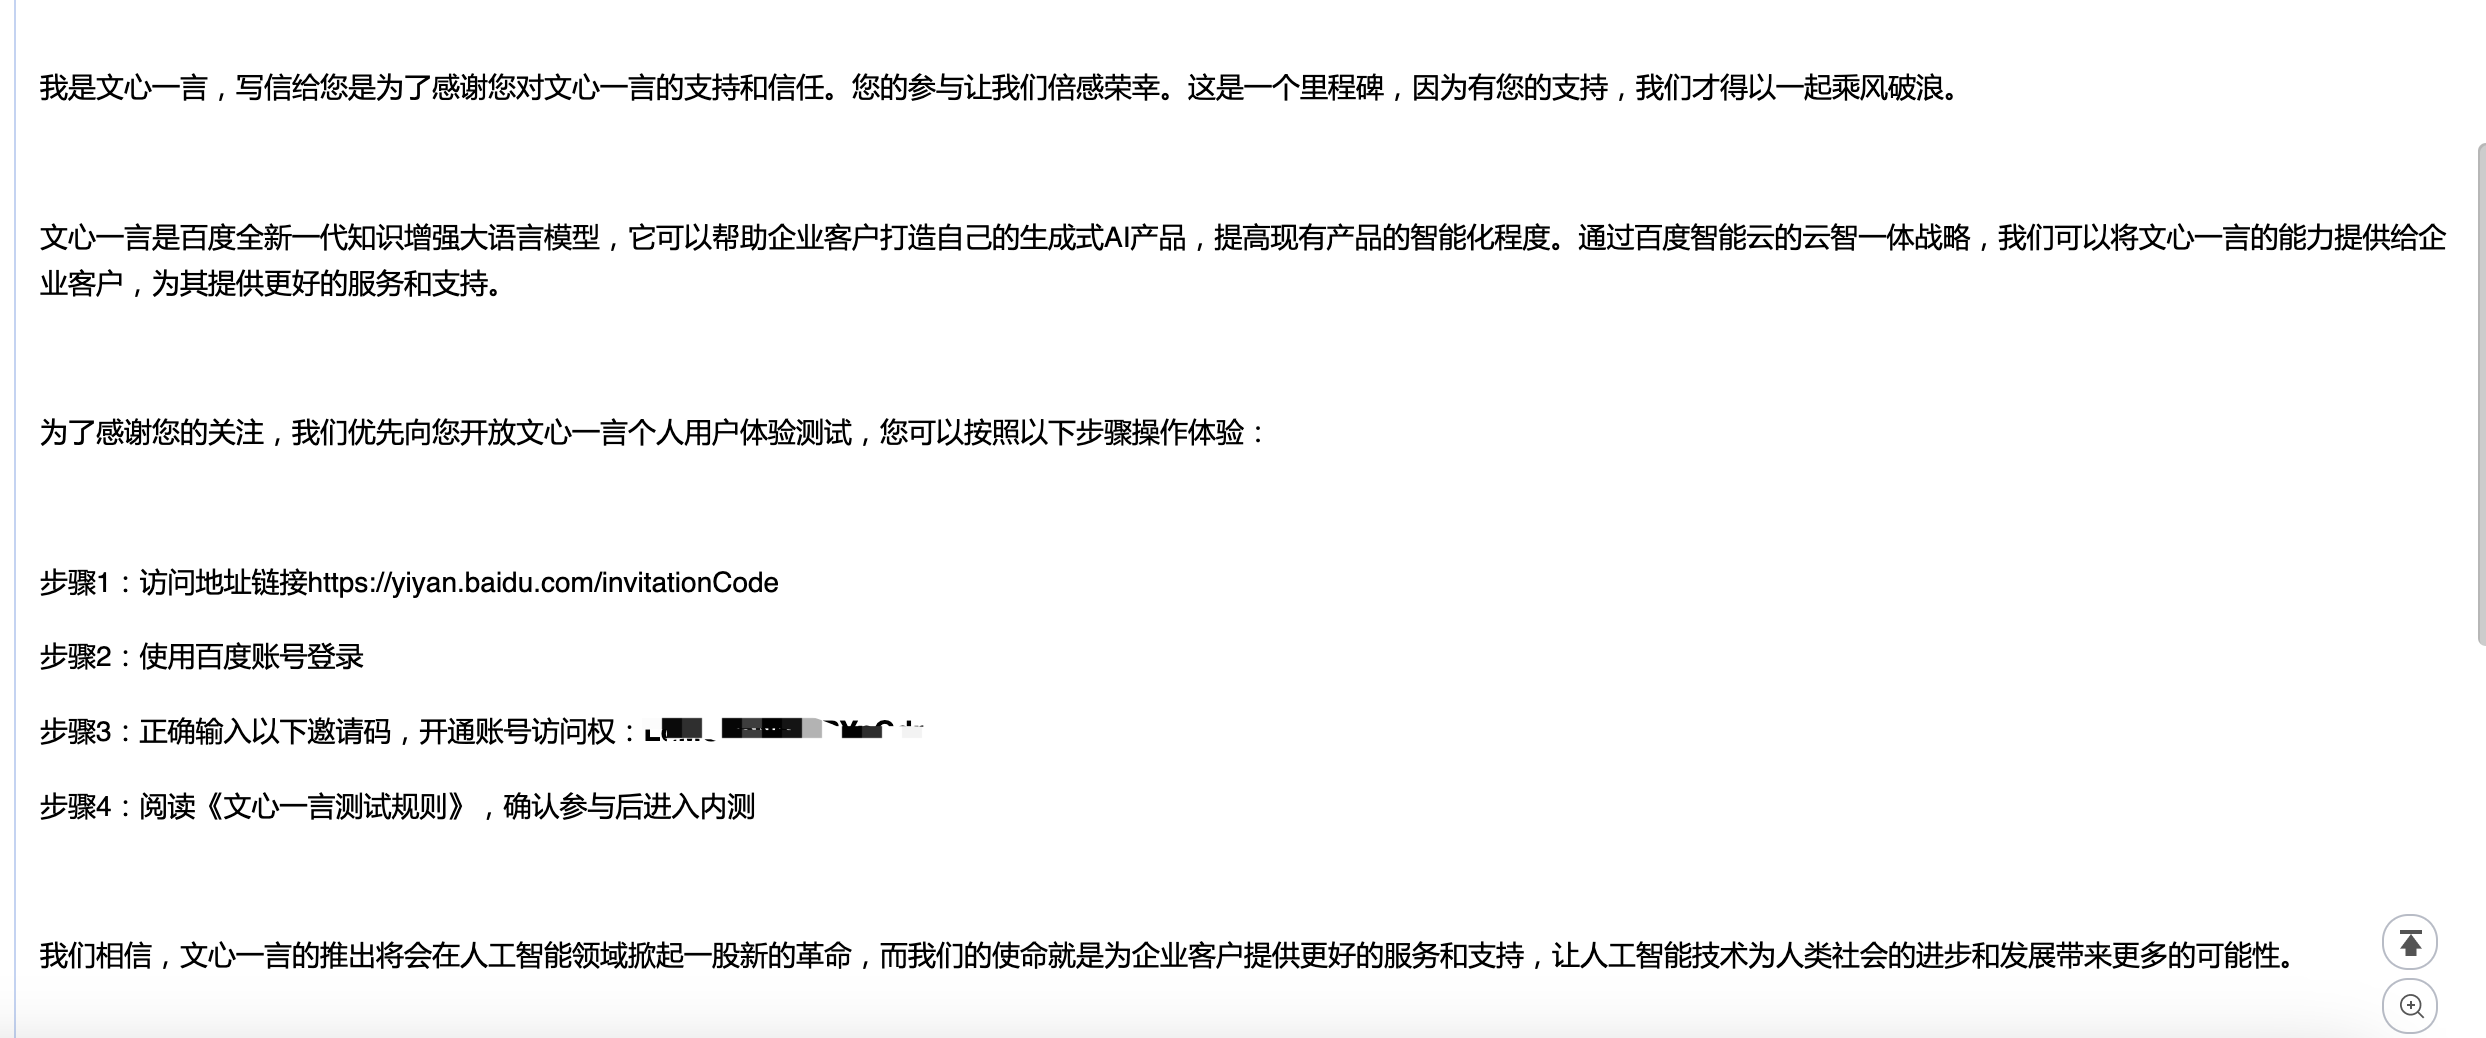 我是文心一言，写信给您是为了感谢您对文心一言的支持和信任。您的参与让我们倍感荣幸。这是一个里程碑，因为有您的支持，我们才得以一起乘风破浪。
文心一言是百度全新一代知识增强大语言模型，它可以帮助企业客户打造自己的生成式AI产品，提高现有产品的智能化程度。通过百度智能云的云智一体战略，我们可以将文心一言的能力提供给企
业客户，为其提供更好的服务和支持。
为了感谢您的关注，我们优先向您开放文心一言个人用户体验测试，您可以按照以下步骤操作体验：
步骤1：访问地址链接https://yiyan.baidu.com/invitationCode
步骤2：使用百度账号登录
步骤3：正确输入以下邀请码，开通账号访问权：
步骤4：阅读《文心一言测试规则》，确认参与后进入内测
我们相信，文心一言的推出将会在人工智能领域掀起一股新的革命，而我们的使命就是为企业客户提供更好的服务和支持，让人工智能技术为人类社会的进步和发展带来更多的可能性。